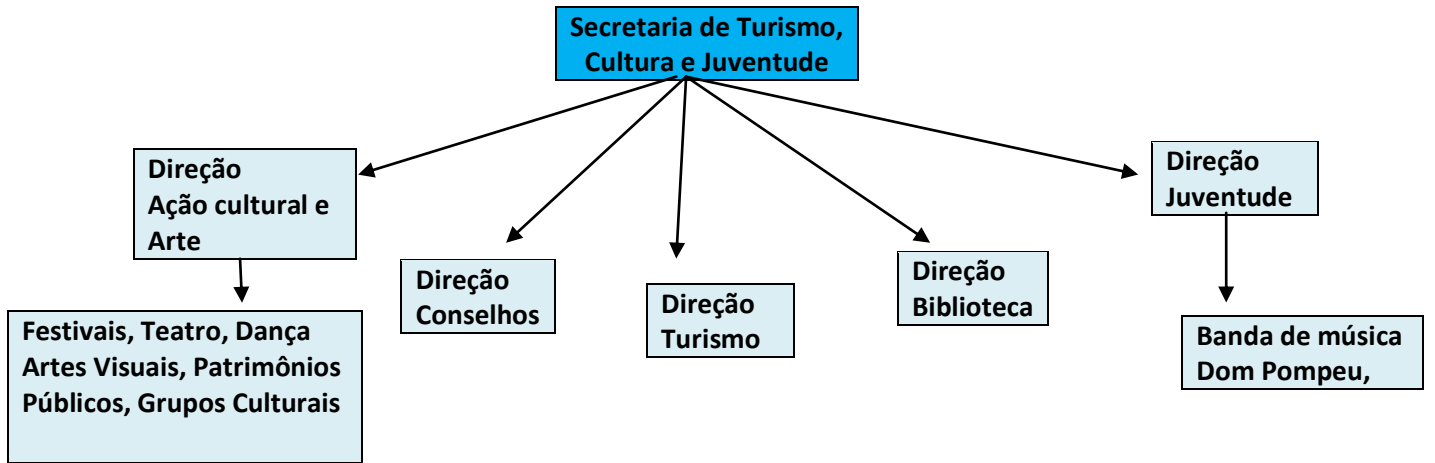 Secretaria de Turismo,
Cultura e Juventude
Direção
Ação cultural e
Arte
Direção
Juventude
Direção
Conselhos
Direção
Turismo
Direção
Biblioteca
Festivais, Teatro, Dança
Artes Visuais, Patrimônios
Públicos, Grupos Culturais
Banda de música
Dom Pompeu,